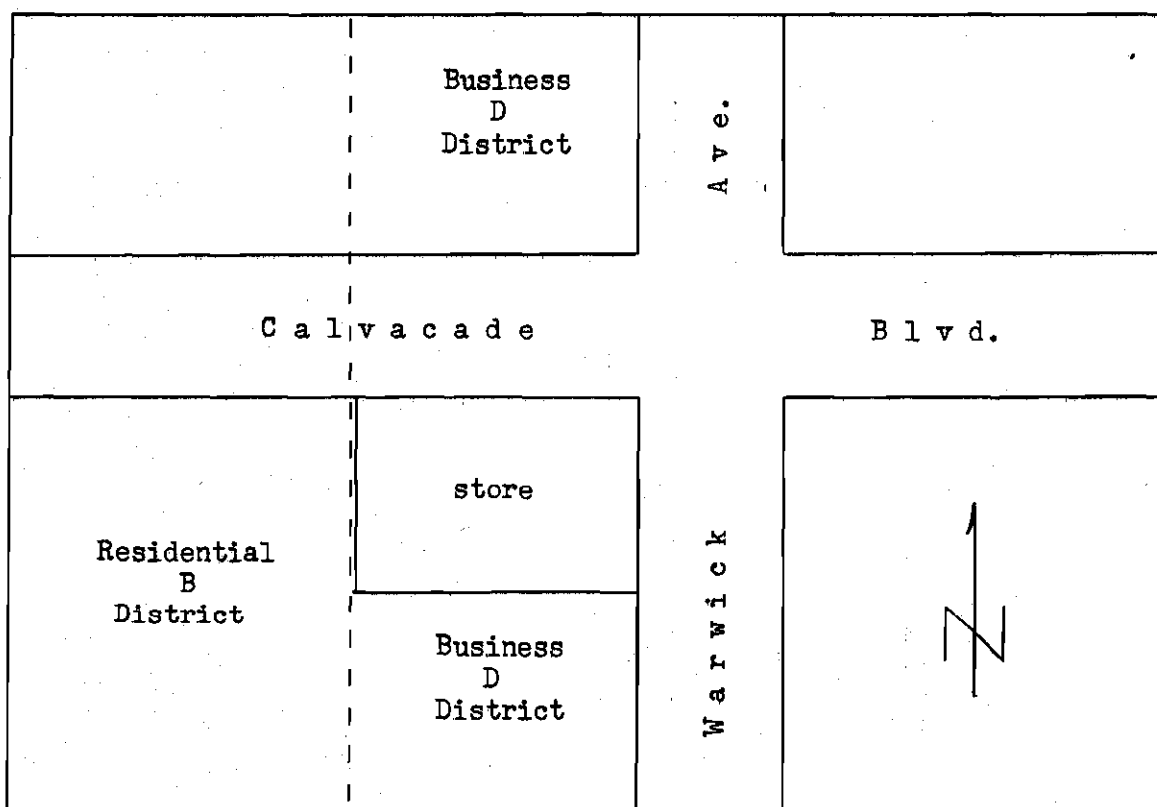 Business
D
District
Ave.
Calvacade Blvd.
store
Residential
B
District
Business
D
District
Warwick
N